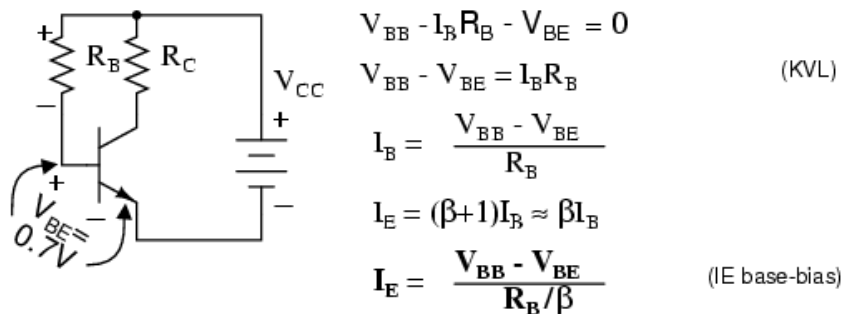 +
R_B R_C
V_CC
+
−
+
V_BE=
0.7V
−
−
V_BB - I_B R_B - V_BE = 0
V_BB - V_BE = I_B R_B (KVL)
I_B = (V_BB - V_BE) / R_B
I_E = (β+1)I_B ≈ βI_B
I_E = (V_BB - V_BE) / (R_B/β) (IE base-bias)